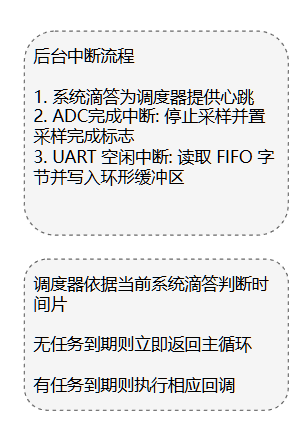 后台中断流程
1. 系统滴答为调度器提供心跳
2. ADC完成中断: 停止采样并置
采样完成标志
3. UART 空闲中断: 读取 FIFO 字
节并写入环形缓冲区
调度器依据当前系统滴答判断时
间片
无任务到期则立即返回主循环
有任务到期则执行相应回调